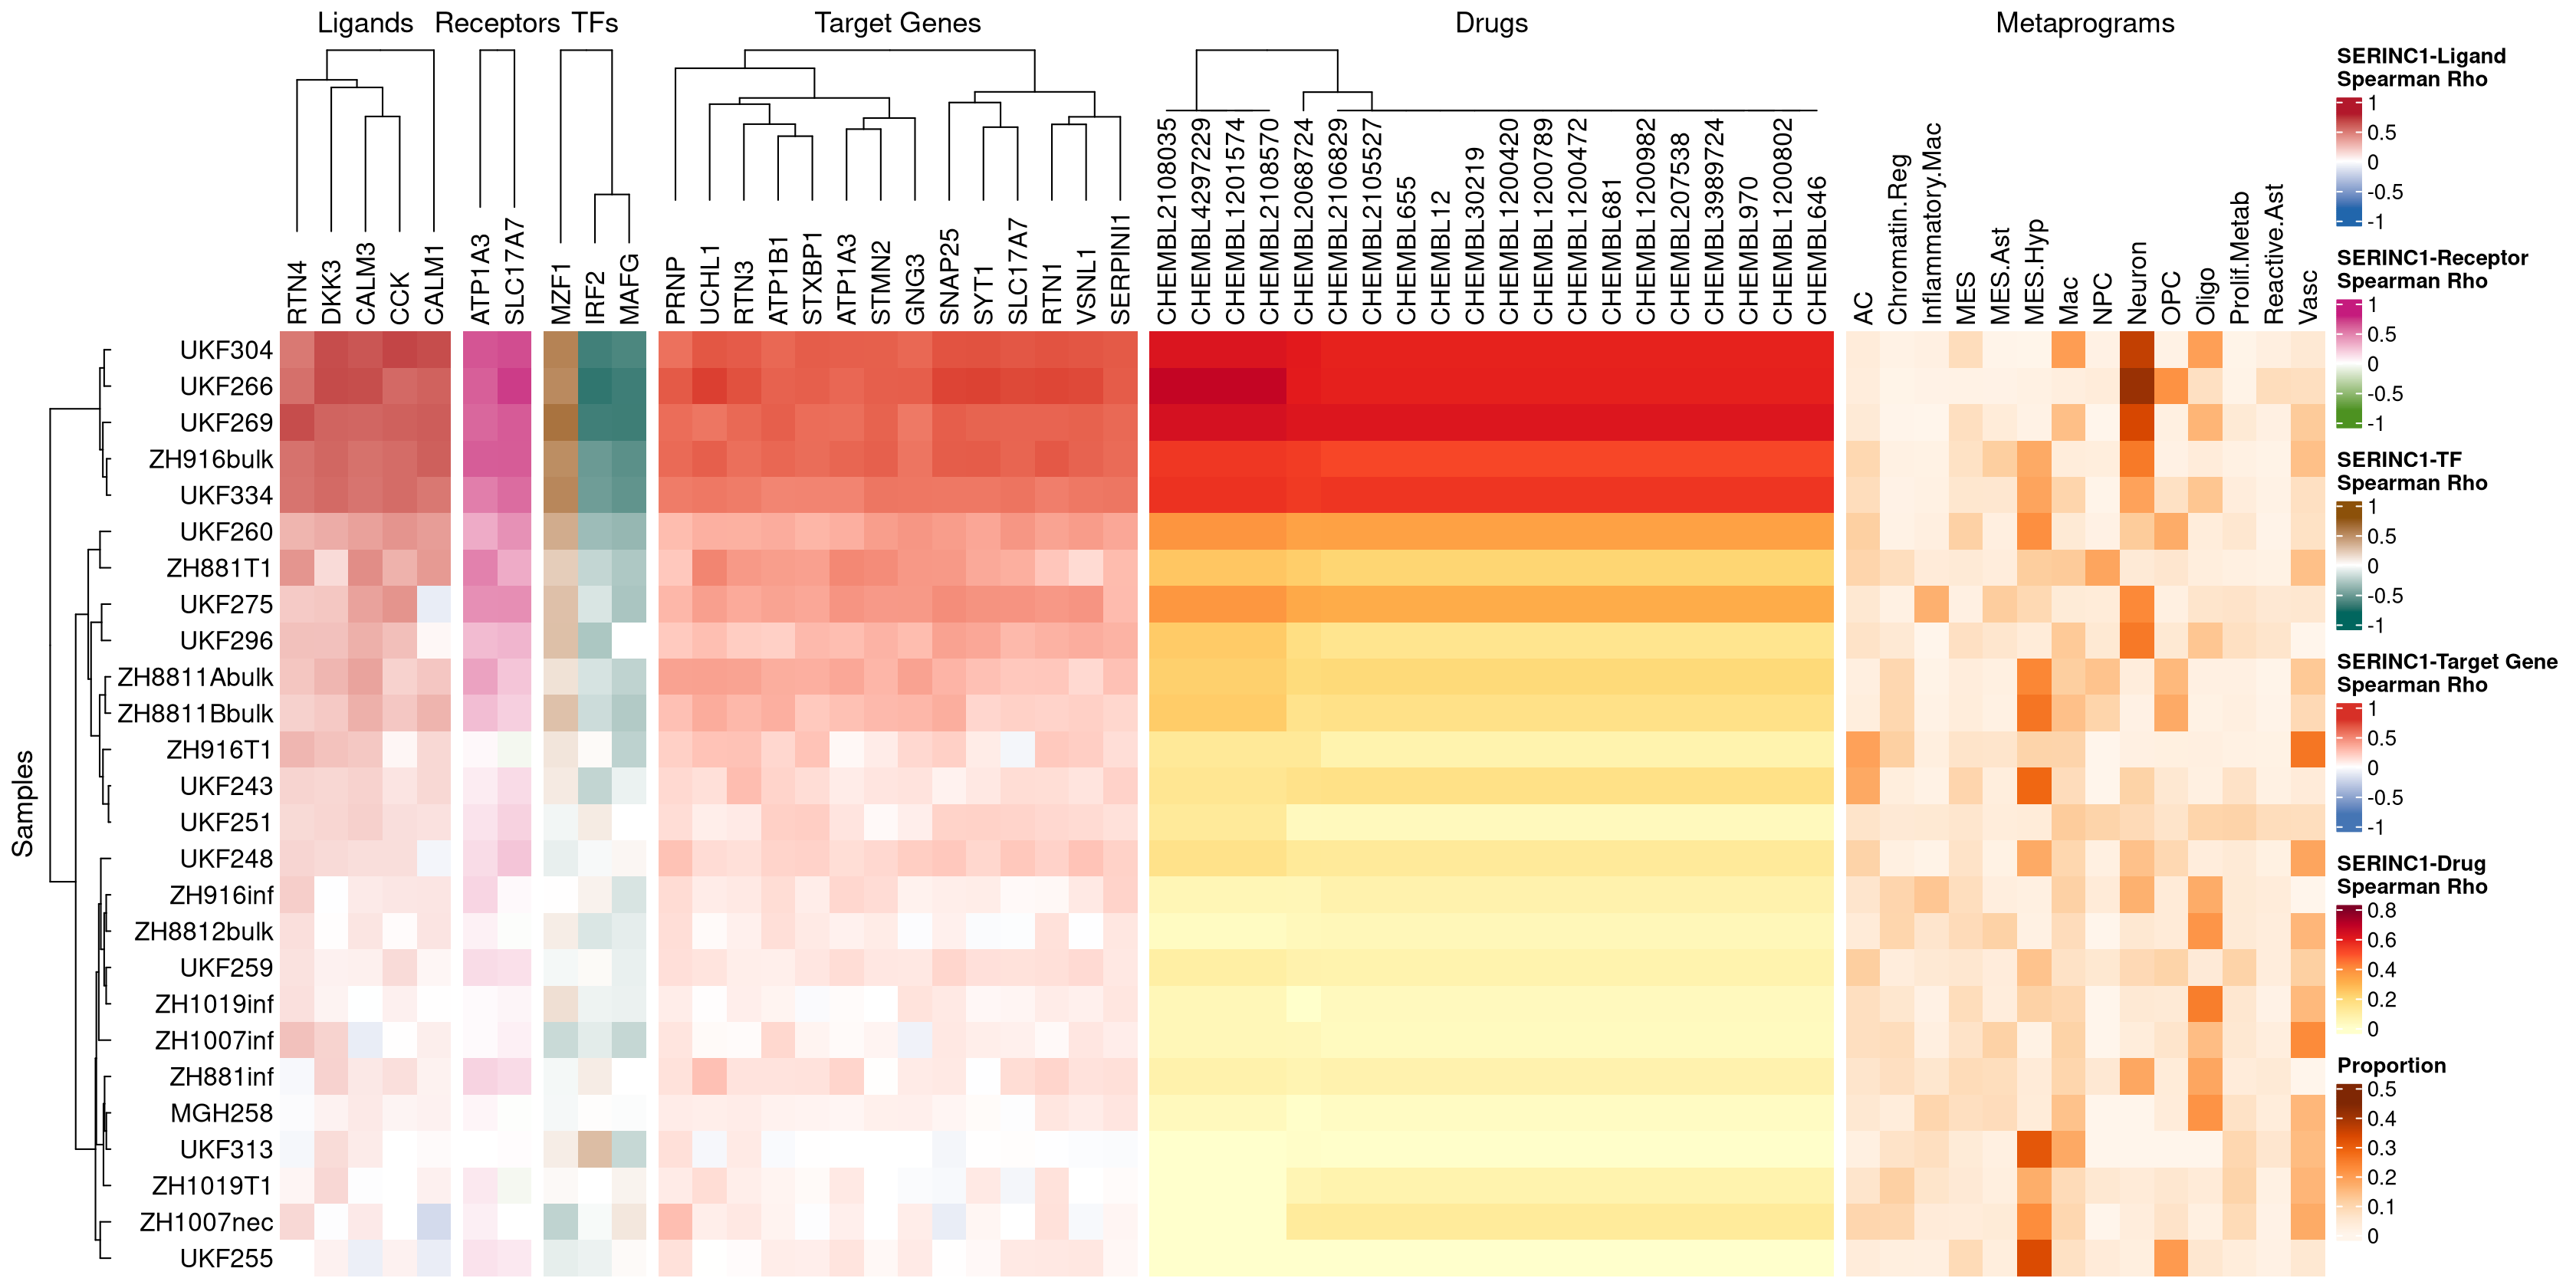 Ligands Receptors TFs Target Genes Drugs Metaprograms
RTN4
DKK3
CALM3
CCK
CALM1
ATP1A3
SLC17A7
MZF1
IRF2
MAFG
PRNP
UCHL1
RTN3
ATP1B1
STXBP1
ATP1A3
STMN2
GNG3
SNAP25
SYT1
SLC17A7
RTN1
VSNL1
SERPINI1
CHEMBL2108035
CHEMBL4297229
CHEMBL1201574
CHEMBL2108570
CHEMBL2068724
CHEMBL2106829
CHEMBL2105527
CHEMBL655
CHEMBL12
CHEMBL30219
CHEMBL1200420
CHEMBL1200789
CHEMBL1200472
CHEMBL681
CHEMBL1200982
CHEMBL207538
CHEMBL3989724
CHEMBL970
CHEMBL1200802
CHEMBL646
AC
Chromatin.Reg
Inflammatory.Mac
MES
MES.Ast
MES.Hyp
Mac
NPC
Neuron
OPC
Oligo
Prolif.Metab
Reactive.Ast
Vasc
Samples
UKF304
UKF266
UKF269
ZH916bulk
UKF334
UKF260
ZH881T1
UKF275
UKF296
ZH8811Abulk
ZH8811Bbulk
ZH916T1
UKF243
UKF251
UKF248
ZH916inf
ZH8812bulk
UKF259
ZH1019inf
ZH1007inf
ZH881inf
MGH258
UKF313
ZH1019T1
ZH1007nec
UKF255
SERINC1-Ligand
Spearman Rho
1
0.5
0
-0.5
-1
SERINC1-Receptor
Spearman Rho
1
0.5
0
-0.5
-1
SERINC1-TF
Spearman Rho
1
0.5
0
-0.5
-1
SERINC1-Target Gene
Spearman Rho
1
0.5
0
-0.5
-1
SERINC1-Drug
Spearman Rho
0.8
0.6
0.4
0.2
0
Proportion
0.5
0.4
0.3
0.2
0.1
0